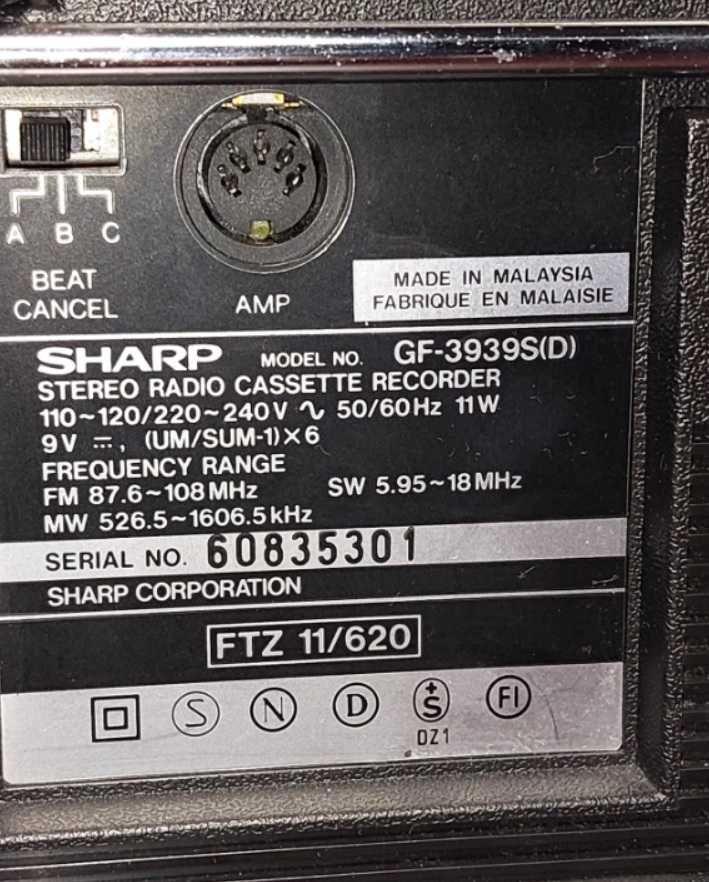 A B C
BEAT
CANCEL
AMP
MADE IN MALAYSIA
FABRIQUE EN MALAISIE
SHARP MODEL NO. GF-3939S(D)
STEREO RADIO CASSETTE RECORDER
110~120/220~240V ∿ 50/60Hz 11W
9V ⎓, (UM/SUM-1)×6
FREQUENCY RANGE
FM 87.6~108MHz SW 5.95~18MHz
MW 526.5~1606.5kHz
SERIAL NO. 60835301
SHARP CORPORATION
FTZ 11/620
S N D +S FI
DZ1